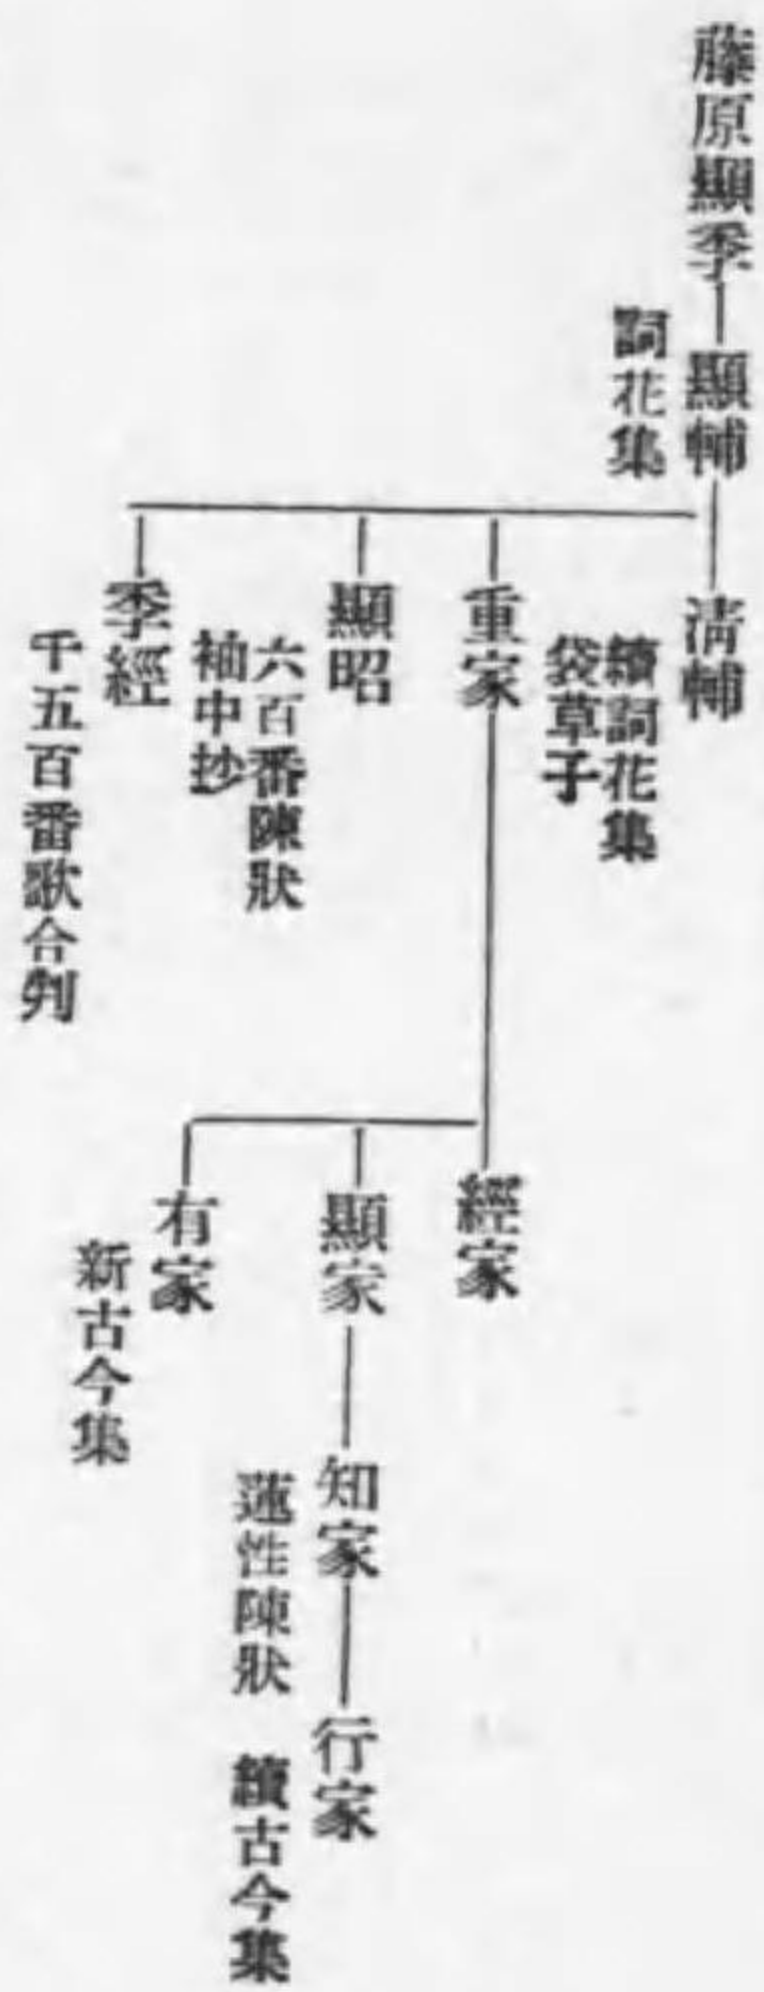 藤原顯季
顯輔
詞花集
淸輔
續詞花集
袋草子
重家
顯昭
六百番陳狀
袖中抄
季經
千五百番歌合判
經家
顯家
知家
蓮性陳狀
行家
續古今集
有家
新古今集